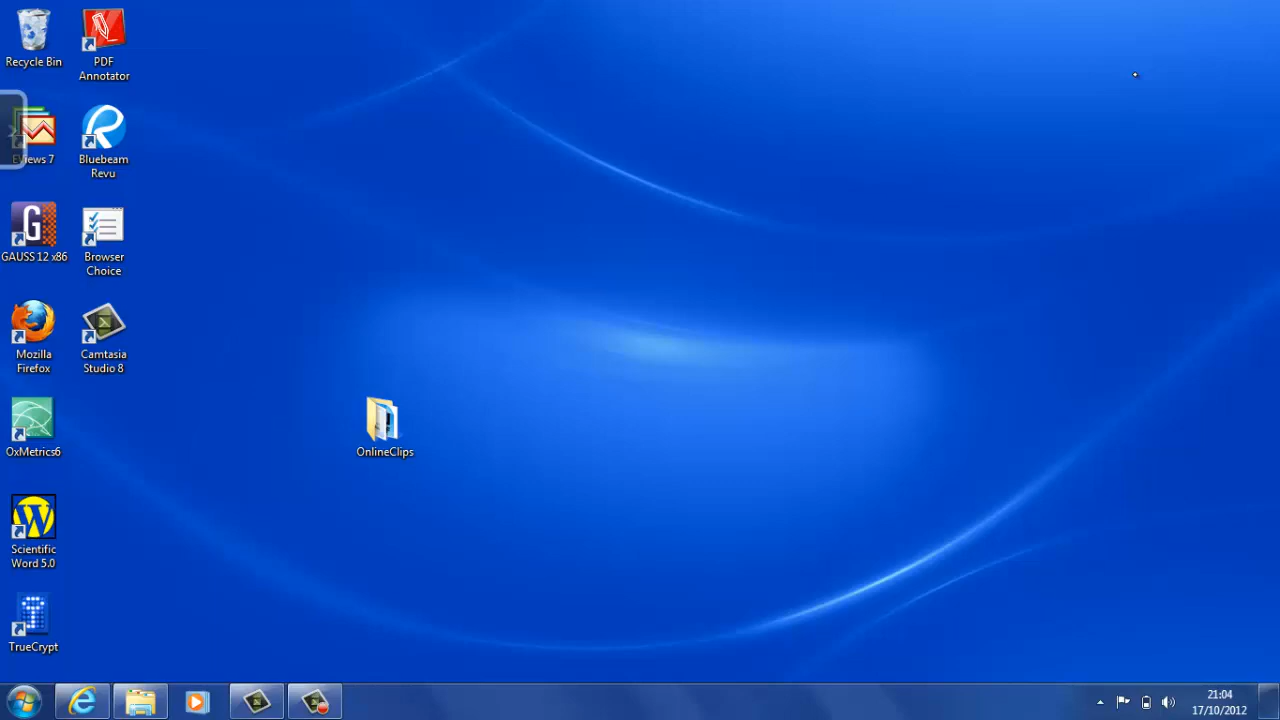 Recycle Bin
PDF
Annotator
EViews 7
Bluebeam
Revu
GAUSS 12 x86
Browser
Choice
Mozilla
Firefox
Camtasia
Studio 8
OxMetrics6
OnlineClips
Scientific
Word 5.0
TrueCrypt
21:04
17/10/2012